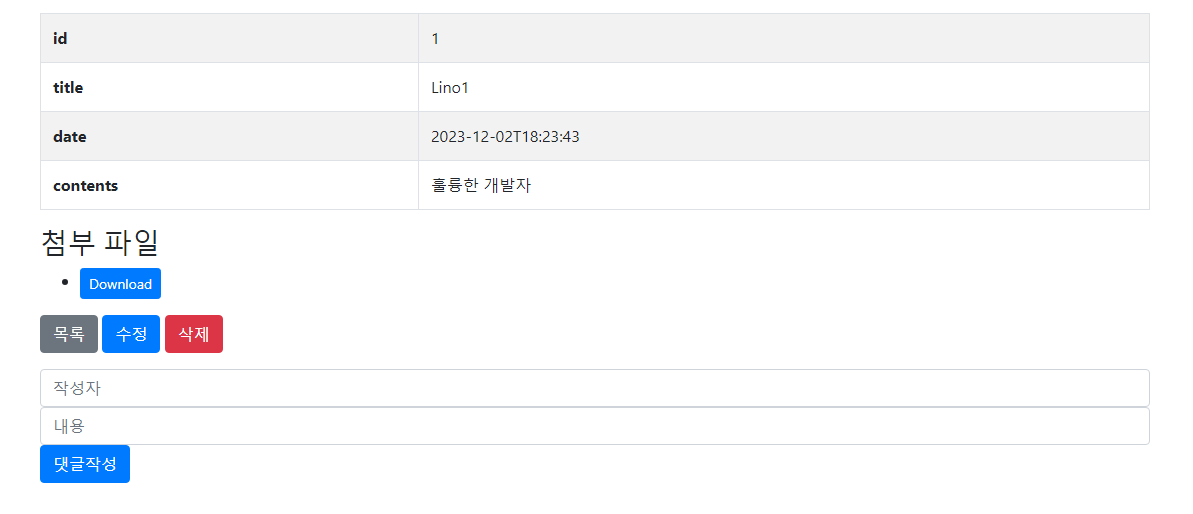 id 1
title Lino1
date 2023-12-02T18:23:43
contents 훌륭한 개발자
첨부 파일
Download
목록 수정 삭제
작성자
내용
댓글작성